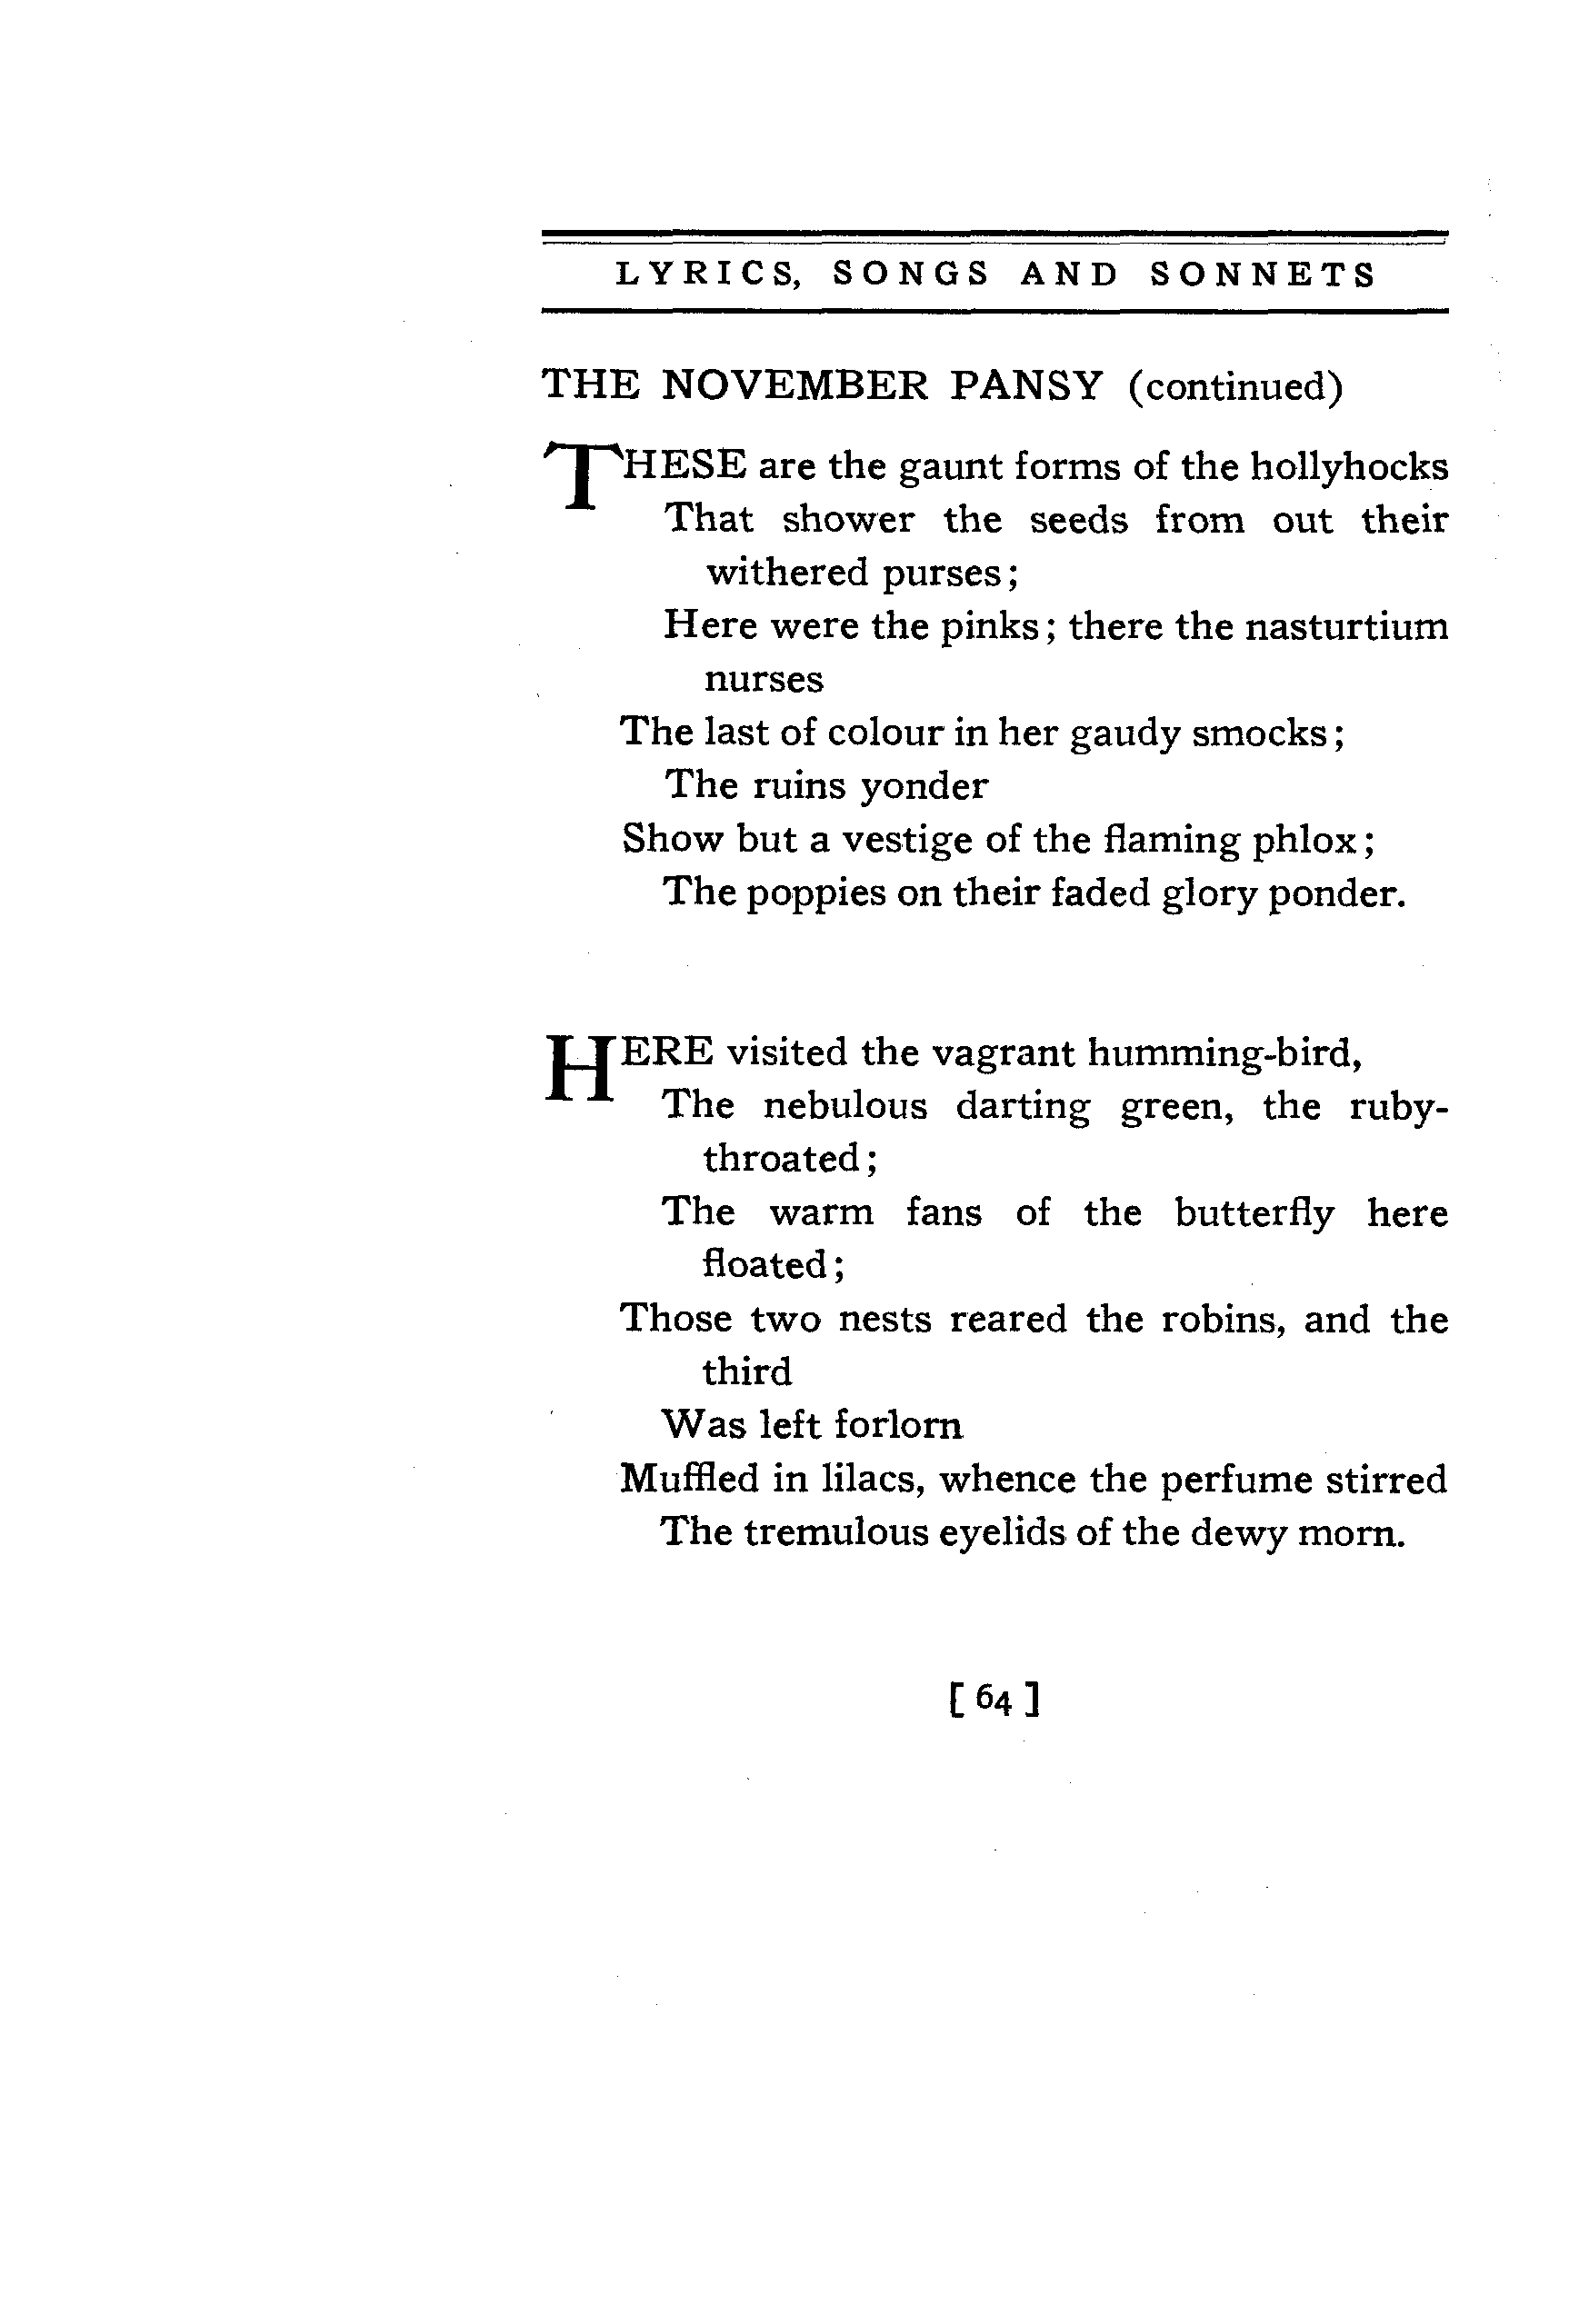 LYRICS, SONGS AND SONNETS
THE NOVEMBER PANSY (continued)
THESE are the gaunt forms of the hollyhocks
That shower the seeds from out their
withered purses;
Here were the pinks; there the nasturtium
nurses
The last of colour in her gaudy smocks;
The ruins yonder
Show but a vestige of the flaming phlox;
The poppies on their faded glory ponder.
HERE visited the vagrant humming-bird,
The nebulous darting green, the ruby-
throated;
The warm fans of the butterfly here
floated;
Those two nests reared the robins, and the
third
Was left forlorn
Muffled in lilacs, whence the perfume stirred
The tremulous eyelids of the dewy morn.
[ 64 ]